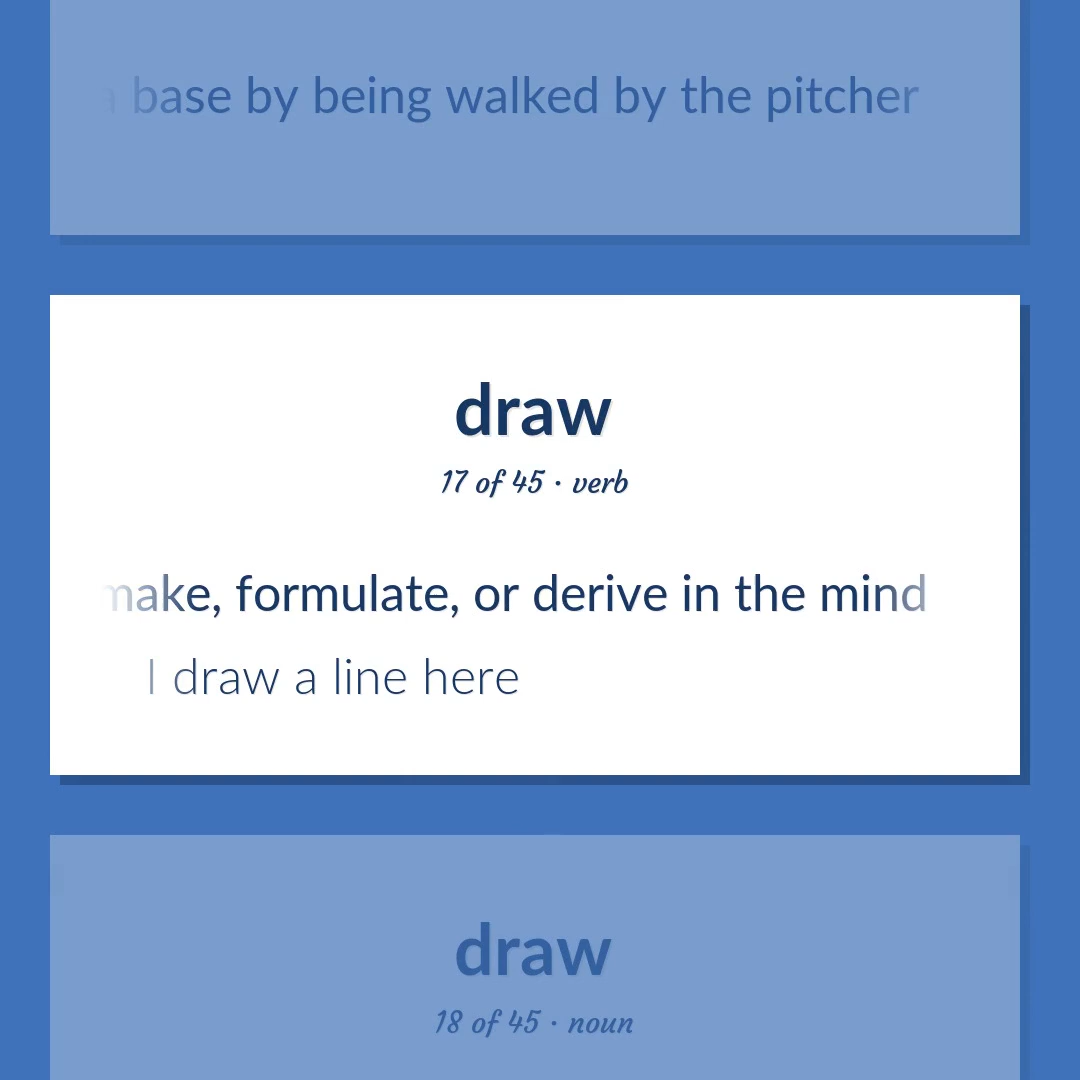 base by being walked by the pitcher
draw
17 of 45 · verb
make, formulate, or derive in the mind
I draw a line here
draw
18 of 45 · noun